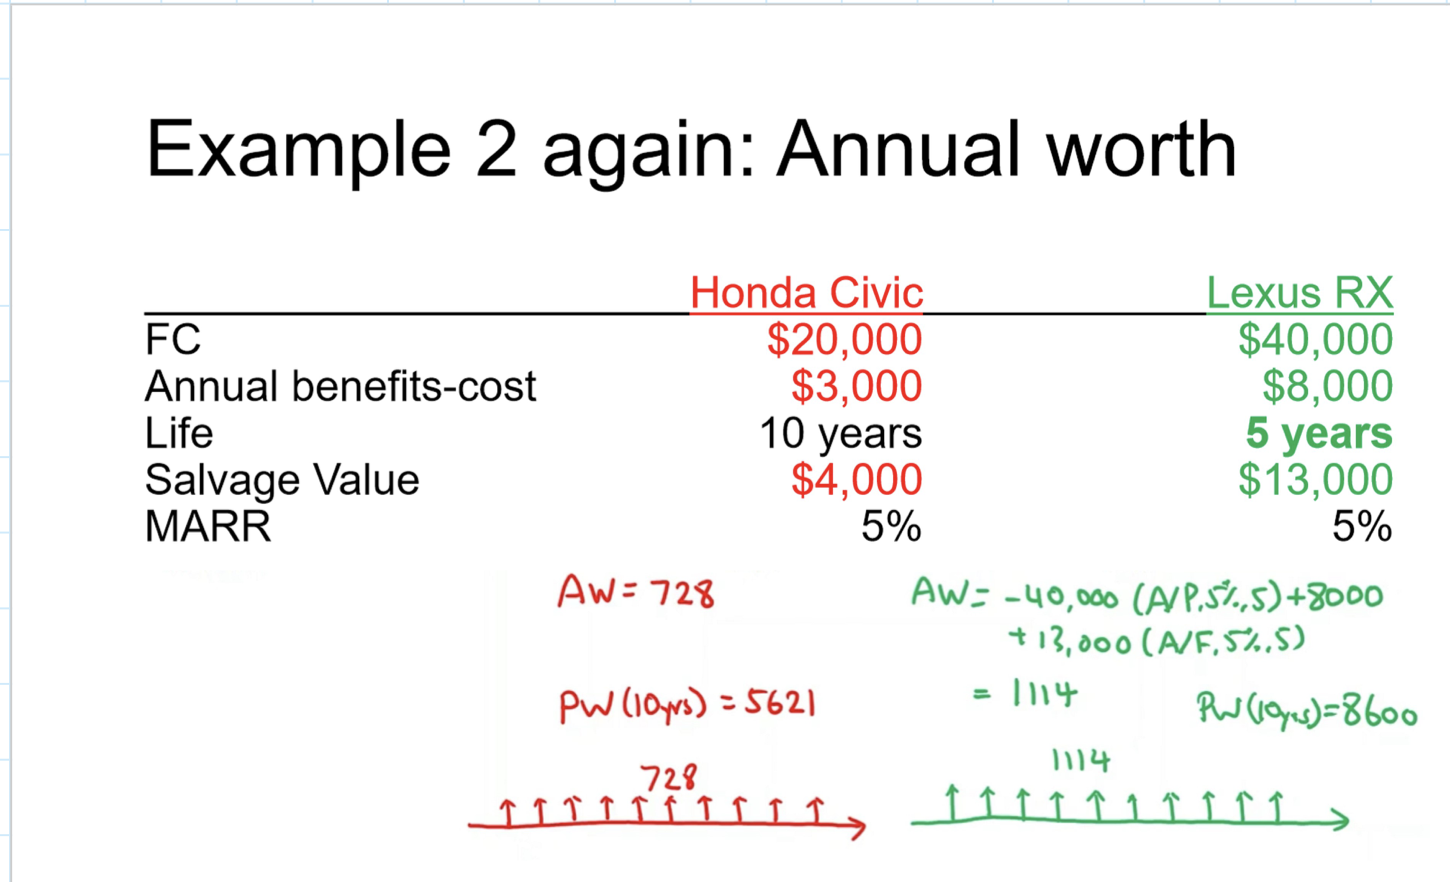 Example 2 again: Annual worth
Honda Civic Lexus RX
FC $20,000 $40,000
Annual benefits-cost $3,000 $8,000
Life 10 years 5 years
Salvage Value $4,000 $13,000
MARR 5% 5%
AW = 728
PW (10yrs) = 5621
728
AW = -40,000 (A/P,5%,5)+8000
+ 13,000 (A/F,5%,5)
= 1114
PW(10yrs)=8600
1114